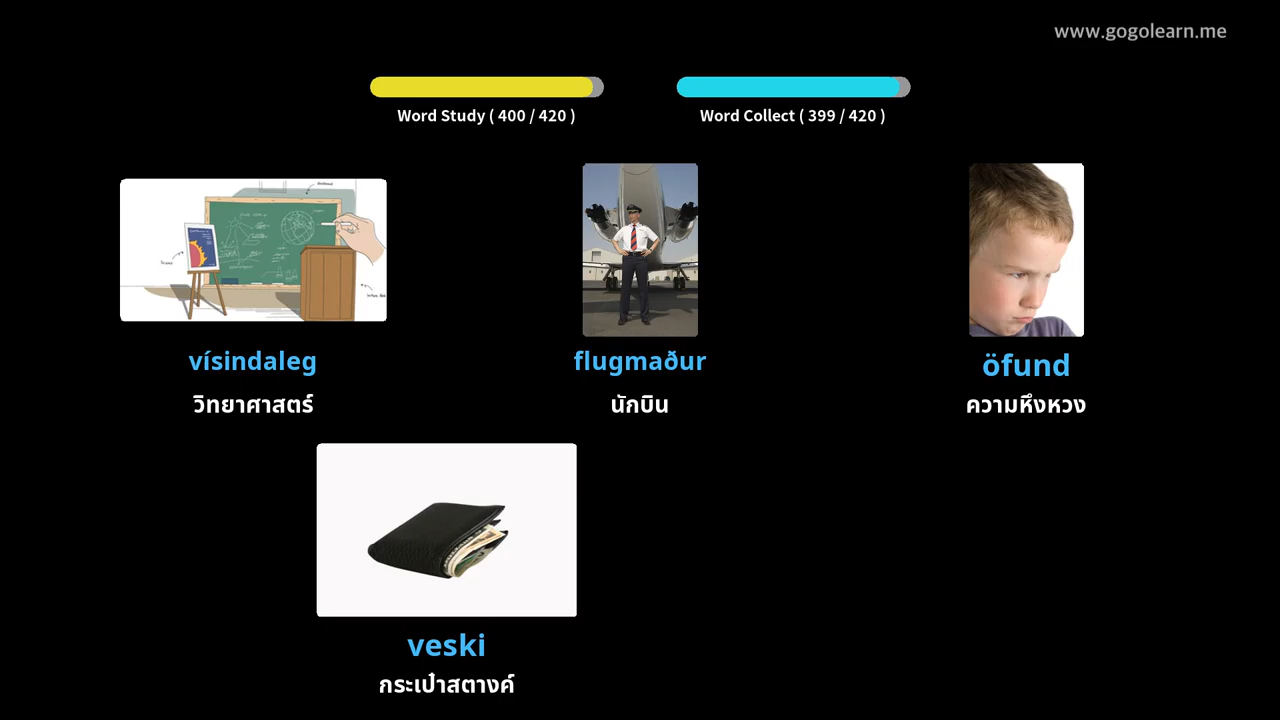 www.gogolearn.me
Word Study ( 400 / 420 )
Word Collect ( 399 / 420 )
vísindaleg
flugmaður
öfund
วิทยาศาสตร์
นักบิน
ความหึงหวง
veski
กระเป๋าสตางค์